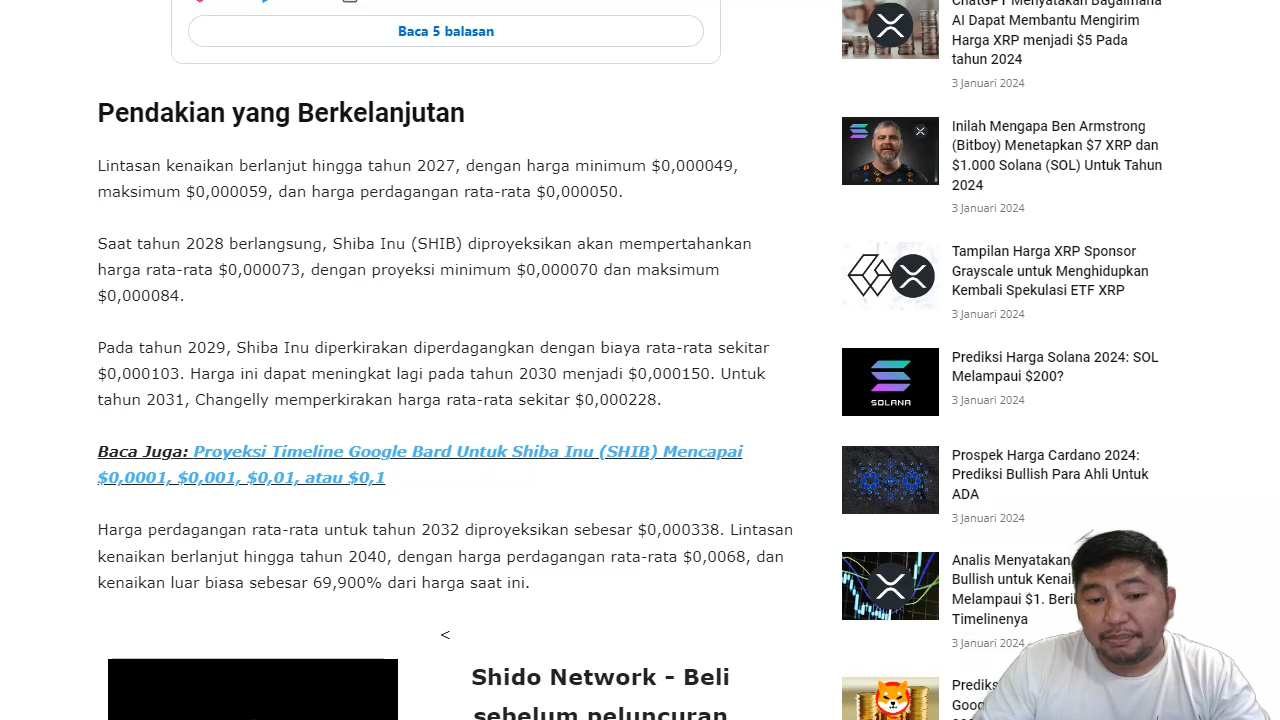 Baca 5 balasan
Pendakian yang Berkelanjutan
Lintasan kenaikan berlanjut hingga tahun 2027, dengan harga minimum $0,000049,
maksimum $0,000059, dan harga perdagangan rata-rata $0,000050.
Saat tahun 2028 berlangsung, Shiba Inu (SHIB) diproyeksikan akan mempertahankan
harga rata-rata $0,000073, dengan proyeksi minimum $0,000070 dan maksimum
$0,000084.
Pada tahun 2029, Shiba Inu diperkirakan diperdagangkan dengan biaya rata-rata sekitar
$0,000103. Harga ini dapat meningkat lagi pada tahun 2030 menjadi $0,000150. Untuk
tahun 2031, Changelly memperkirakan harga rata-rata sekitar $0,000228.
Baca Juga: Proyeksi Timeline Google Bard Untuk Shiba Inu (SHIB) Mencapai
$0,0001, $0,001, $0,01, atau $0,1
Harga perdagangan rata-rata untuk tahun 2032 diproyeksikan sebesar $0,000338. Lintasan
kenaikan berlanjut hingga tahun 2040, dengan harga perdagangan rata-rata $0,0068, dan
kenaikan luar biasa sebesar 69,900% dari harga saat ini.
<
Shido Network - Beli
sebelum peluncuran
ChatGPT Menyatakan Bagaimana
AI Dapat Membantu Mengirim
Harga XRP menjadi $5 Pada
tahun 2024
3 Januari 2024
Inilah Mengapa Ben Armstrong
(Bitboy) Menetapkan $7 XRP dan
$1.000 Solana (SOL) Untuk Tahun
2024
3 Januari 2024
Tampilan Harga XRP Sponsor
Grayscale untuk Menghidupkan
Kembali Spekulasi ETF XRP
3 Januari 2024
SOLANA
Prediksi Harga Solana 2024: SOL
Melampaui $200?
3 Januari 2024
Prospek Harga Cardano 2024:
Prediksi Bullish Para Ahli Untuk
ADA
3 Januari 2024
Analis Menyatakan
Bullish untuk
Melampaui $1.
Timelinenya
3 Januari 2024